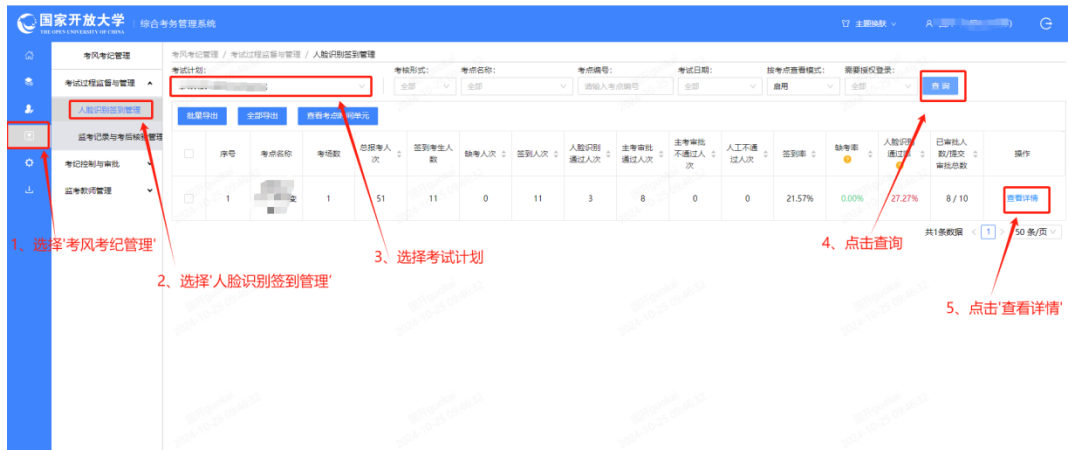 国家开放大学 综合考务管理系统 主题焕肤
THE OPEN UNIVERSITY OF CHINA
考风考纪管理
考试过程监督与管理
人脸识别签到管理
监考记录与考后核视管理
考纪控制与审批
监考教师管理
考风考纪管理 / 考试过程监督与管理 / 人脸识别签到管理
考试计划: 考核形式: 考点名称: 考点编号: 考试日期: 按考点查看模式: 需要授权登录:
全部 全部 请输入考点编号 全部 启用 全部 查询
批量导出 全部导出 查看考点时间单元
序号 考点名称 考场数 总报考人次 签到考生人数 缺考人次 签到人次 人脸识别通过人次 主考审批通过人次 主考审批不通过人次 人工不通过人次 签到率 缺考率 人脸识别通过率 已审批人数/提交审批总数 操作
1 1 51 11 0 11 3 8 0 0 21.57% 0.00% 27.27% 8 / 10 查看详情
共1条数据 < 1 > 50 条/页
1、选择'考风考纪管理'
2、选择'人脸识别签到管理'
3、选择考试计划
4、点击查询
5、点击'查看详情'